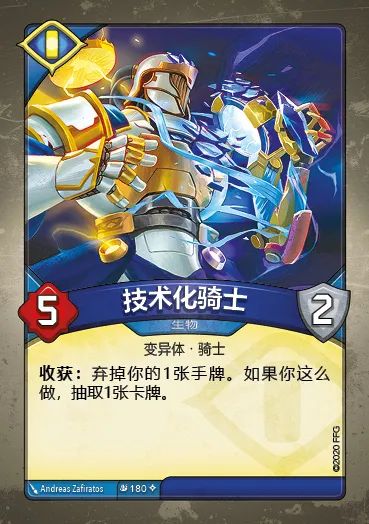 5
技术化骑士
2
生物
变异体 · 骑士
收获：弃掉你的1张手牌。如果你这么
做，抽取1张卡牌。
©2020 FFG
Andreas Zafiratos
180